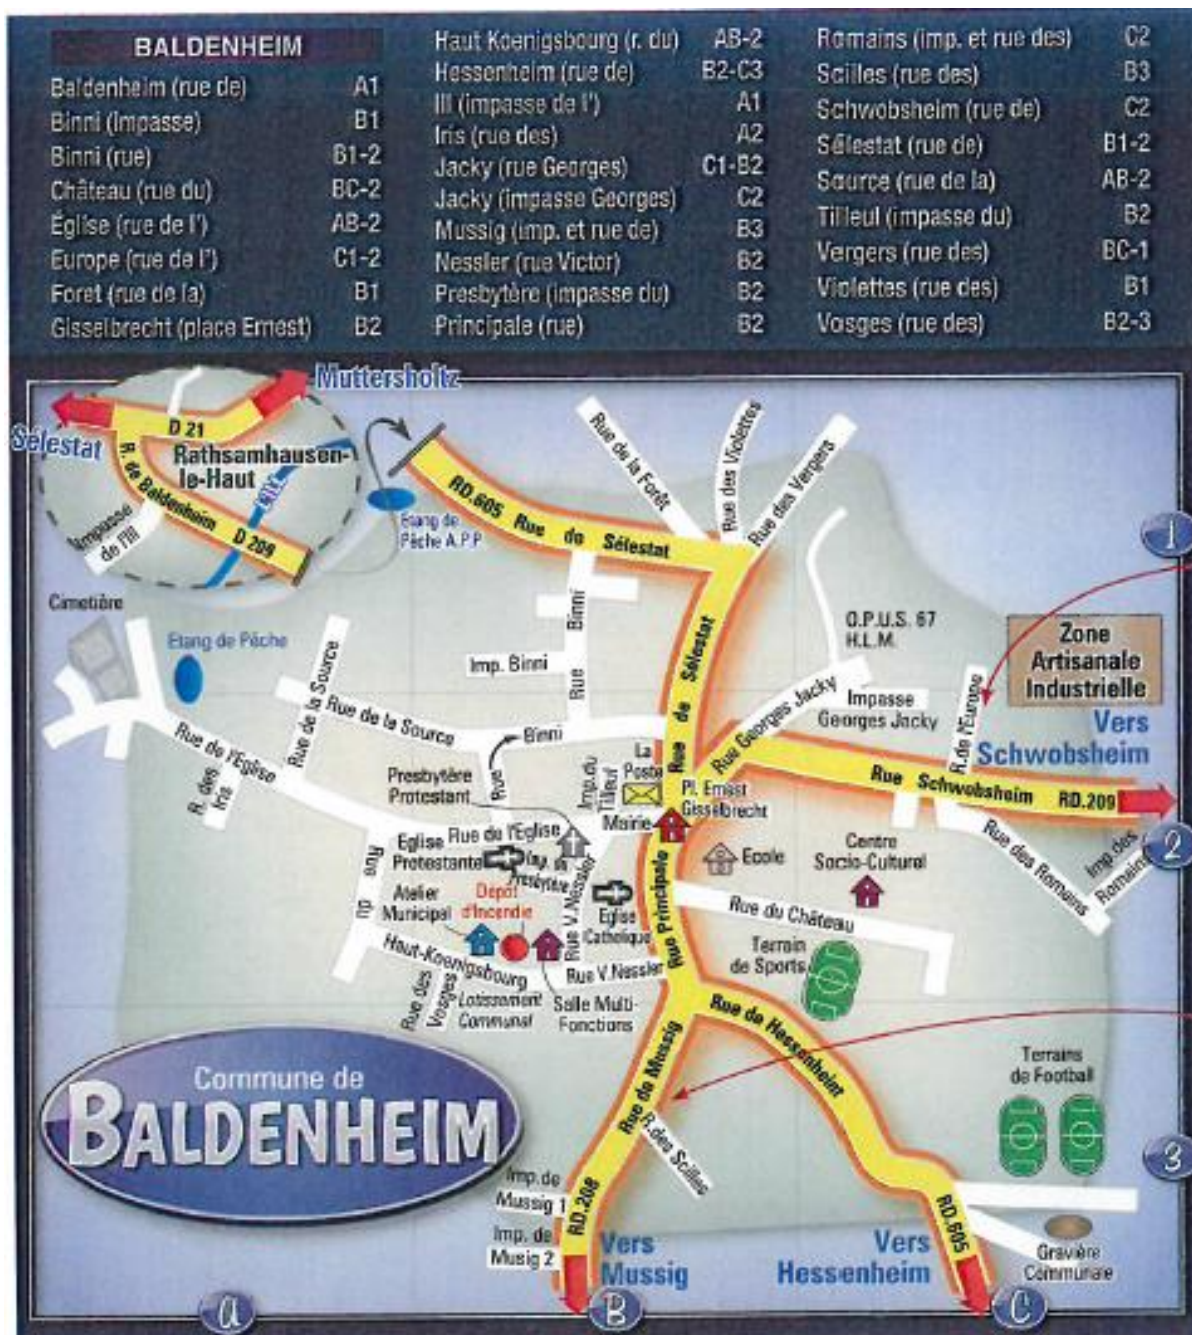 BALDENHEIM
Baldenheim (rue de) A1
Binni (Impasse) B1
Binni (rue) B1-2
Château (rue du) BC-2
Église (rue de l') AB-2
Europe (rue de l') C1-2
Foret (rue de la) B1
Gisselbrecht (place Ernest) B2
Haut Koenigsbourg (r. du) AB-2
Hessenheim (rue de) B2-C3
Ill (impasse de l') A1
Iris (rue des) A2
Jacky (rue Georges) C1-B2
Jacky (impasse Georges) C2
Mussig (imp. et rue de) B3
Nessler (rue Victor) B2
Presbytère (impasse du) B2
Principale (rue) B2
Romains (imp. et rue des) C2
Scilles (rue des) B3
Schwobsheim (rue de) C2
Sélestat (rue de) B1-2
Source (rue de la) AB-2
Tilleul (impasse du) B2
Vergers (rue des) BC-1
Violettes (rue des) B1
Vosges (rue des) B2-3
Muttersholtz
Sélestat
D 21
Rathsamhausen-
le-Haut
R. de Baldenheim D 209
L'ILL
Impasse
de l'Ill
Etang de
Pêche A.P.P.
RD.605 Rue de Sélestat
Rue de la Forêt
Rue des Violettes
Rue des Vergers
1
Cimetière
Etang de Pêche
Rue de la Source
Rue de la Source
Imp. Binni
Rue Binni
Rue de Sélestat
O.P.U.S. 67
H.L.M.
Zone
Artisanale
Industrielle
Rue Georges Jacky
Impasse
Georges Jacky
R.de l'Europe
Vers
Schwobsheim
Rue Schwobsheim RD.209
Rue de l'Eglise
R. des
Iris
Rue Binni
Presbytère
Protestant
Imp.du
Tilleul
La
Poste
Pl. Ernest
Gisselbrecht
Mairie
Rue de l'Eglise
Eglise
Protestante
Imp. du
Presbytère
Ecole
Centre
Socio-Culturel
Rue des Romains
Imp.des
Romains
2
Rue du
Haut-Koenigsbourg
Atelier
Municipal
Dépôt
d'Incendie
Rue V.Nessler
Eglise
Catholique
Rue Principale
Rue du Château
Terrain
de Sports
Rue V.Nessler
Rue des
Vosges
Lotissement
Communal
Salle Multi-
Fonctions
Rue de Hessenheim
Rue de Mussig
Commune de
BALDENHEIM
R.des Scilles
Terrains
de Football
3
Imp.de
Mussig 1
RD.208
Imp. de
Musig 2
Vers
Mussig
Vers
Hessenheim
RD.605
Gravière
Communale
a
B
C